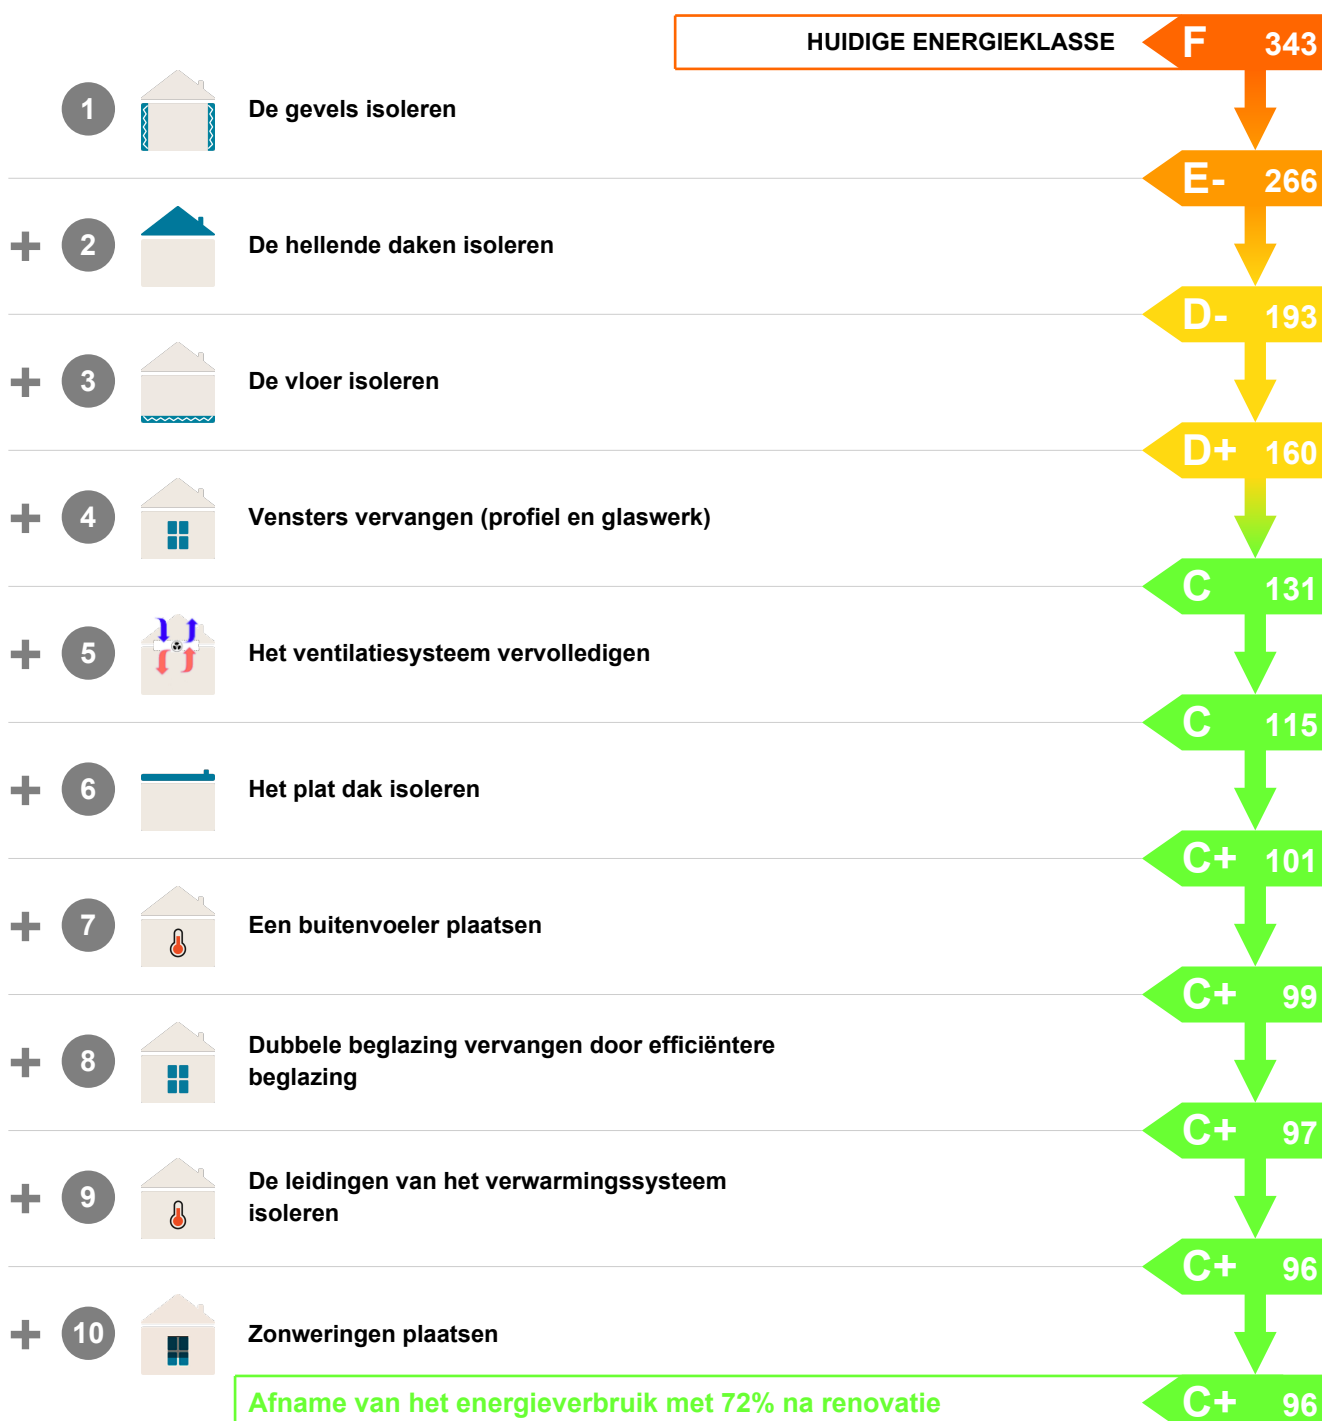 HUIDIGE ENERGIEKLASSE F 343
1 De gevels isoleren
E- 266
+ 2 De hellende daken isoleren
D- 193
+ 3 De vloer isoleren
D+ 160
+ 4 Vensters vervangen (profiel en glaswerk)
C 131
+ 5 Het ventilatiesysteem vervolledigen
C 115
+ 6 Het plat dak isoleren
C+ 101
+ 7 Een buitenvoeler plaatsen
C+ 99
+ 8 Dubbele beglazing vervangen door efficiëntere
beglazing
C+ 97
+ 9 De leidingen van het verwarmingssysteem
isoleren
C+ 96
+ 10 Zonweringen plaatsen
Afname van het energieverbruik met 72% na renovatie C+ 96